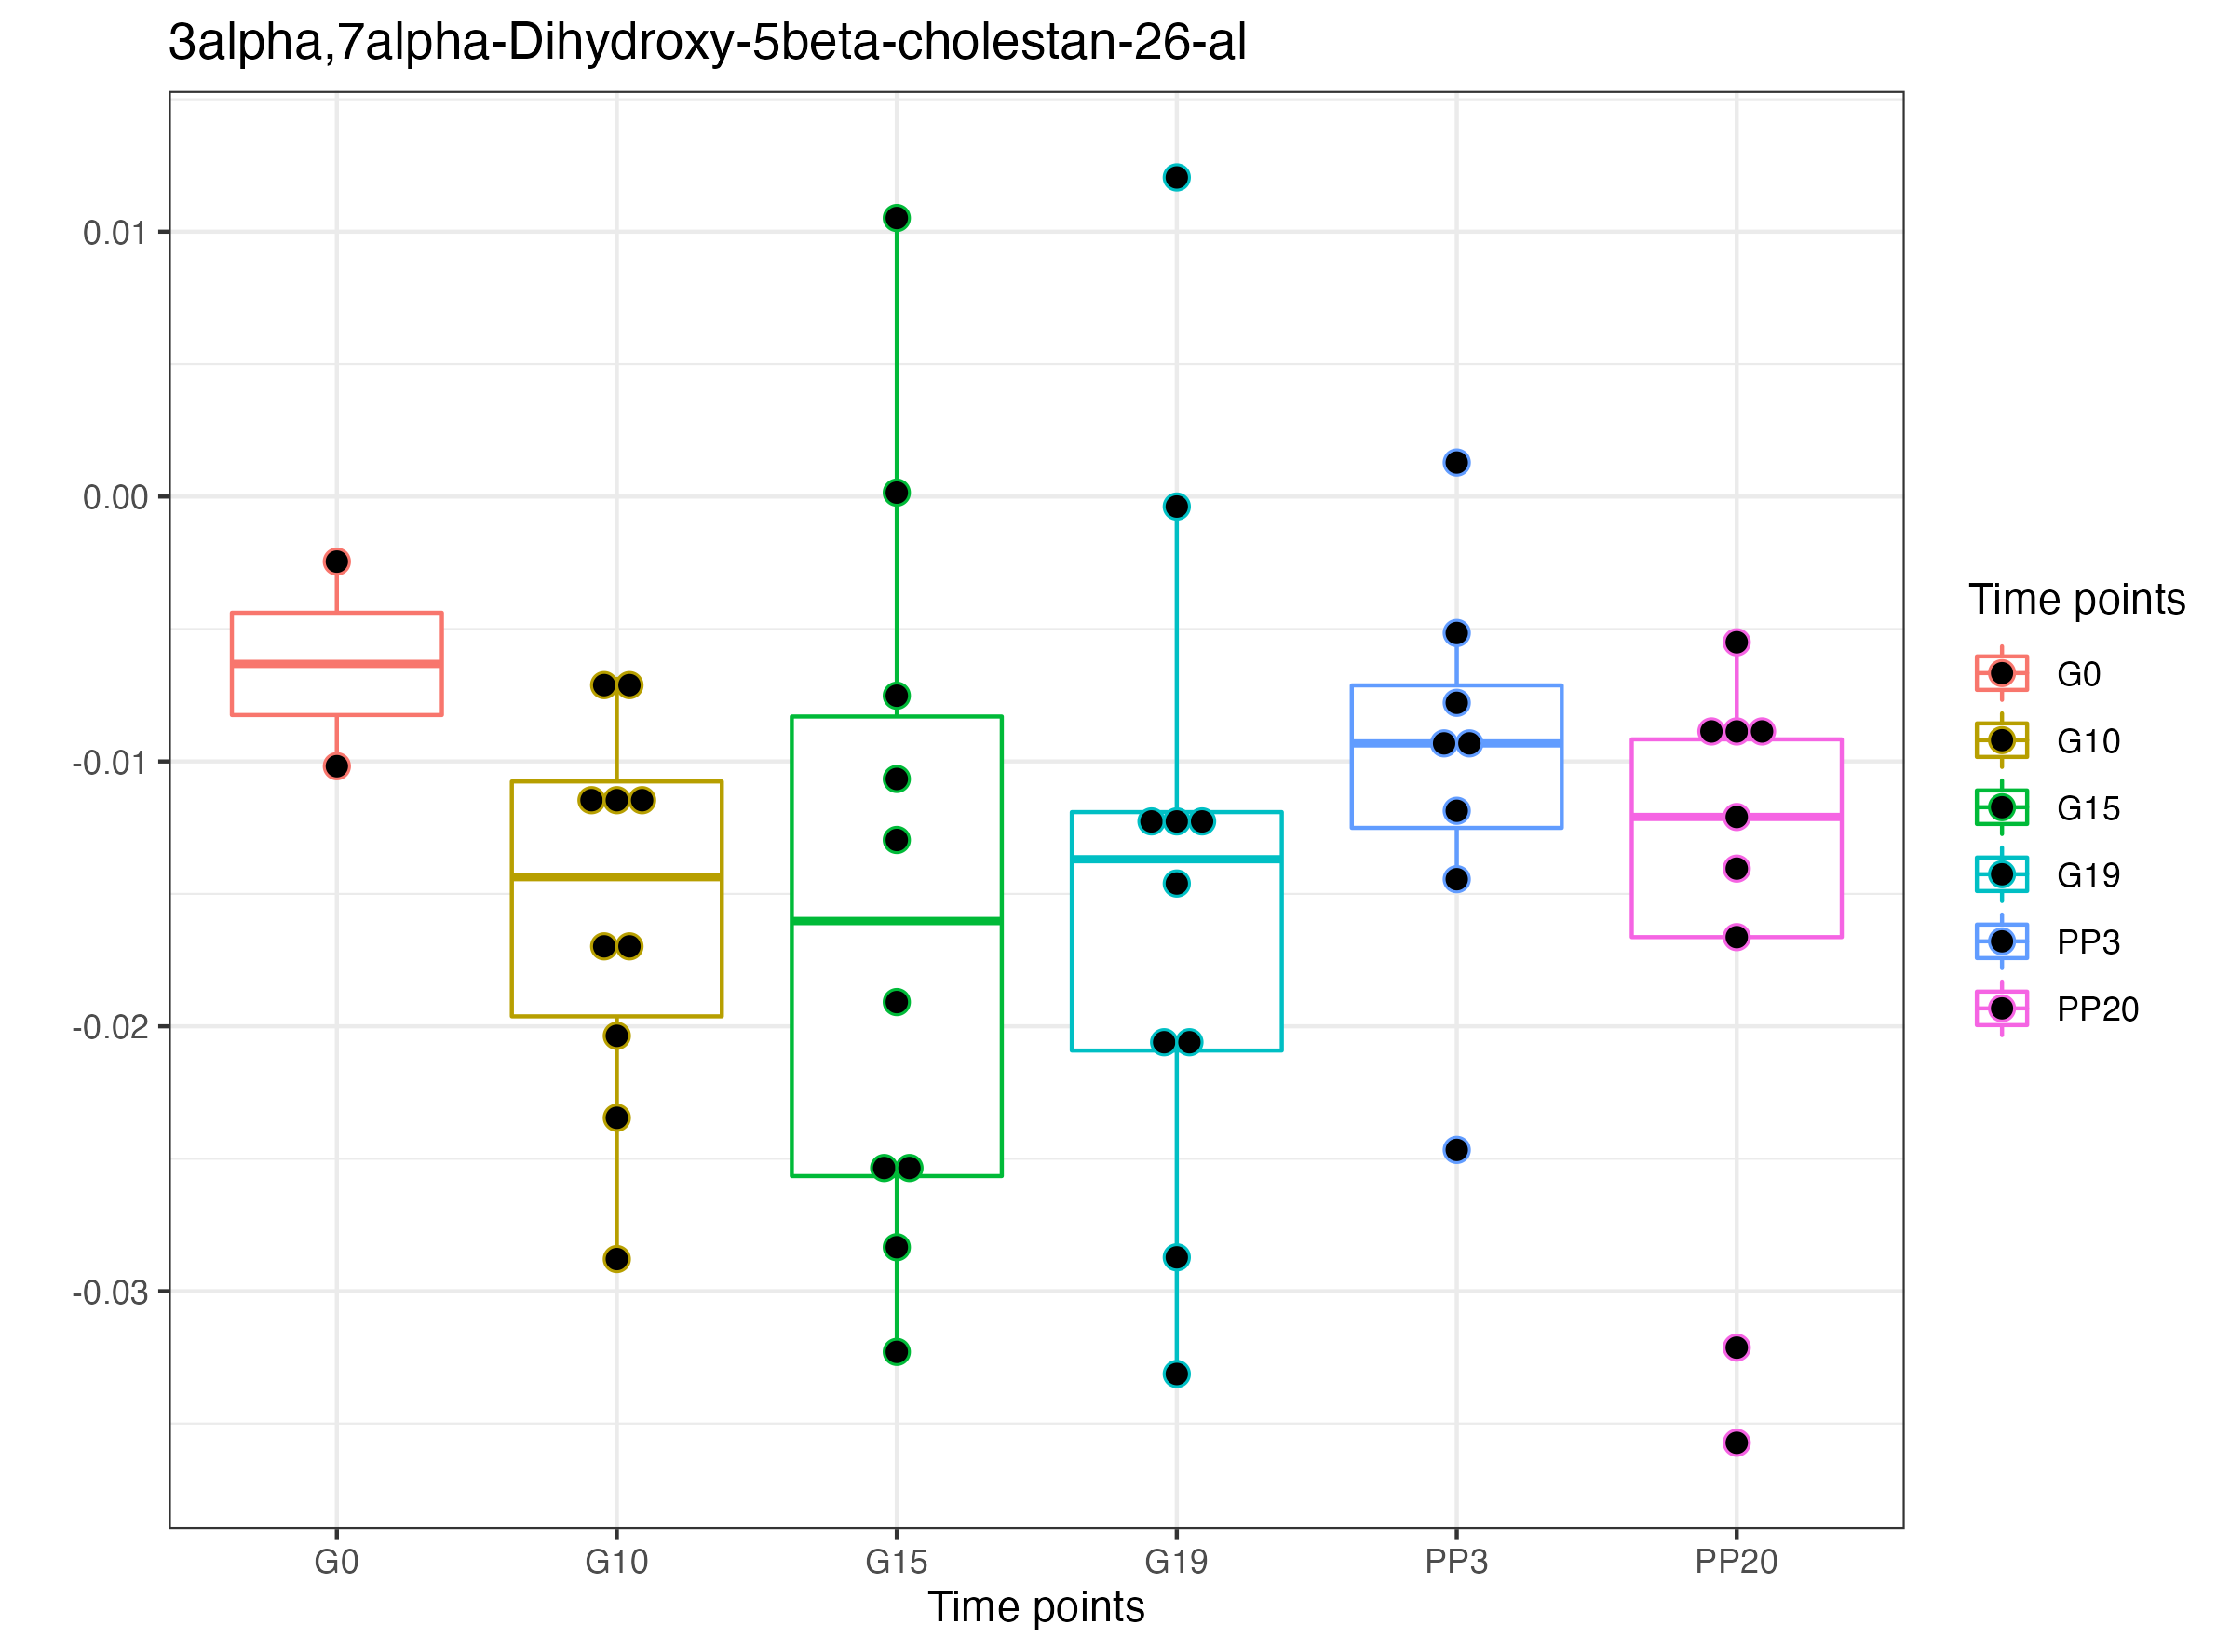 3alpha,7alpha-Dihydroxy-5beta-cholestan-26-al
0.01
0.00
-0.01
-0.02
-0.03
G0 G10 G15 G19 PP3 PP20
Time points
Time points
G0
G10
G15
G19
PP3
PP20